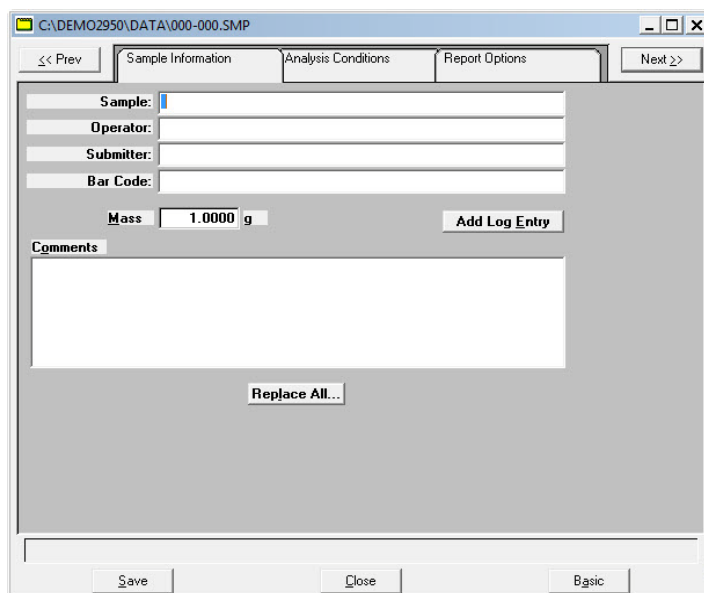 C:\DEMO2950\DATA\000-000.SMP
<< Prev
Sample Information
Analysis Conditions
Report Options
Next >>
Sample:
Operator:
Submitter:
Bar Code:
Mass 1.0000 g
Add Log Entry
Comments
Replace All...
Save Close Basic